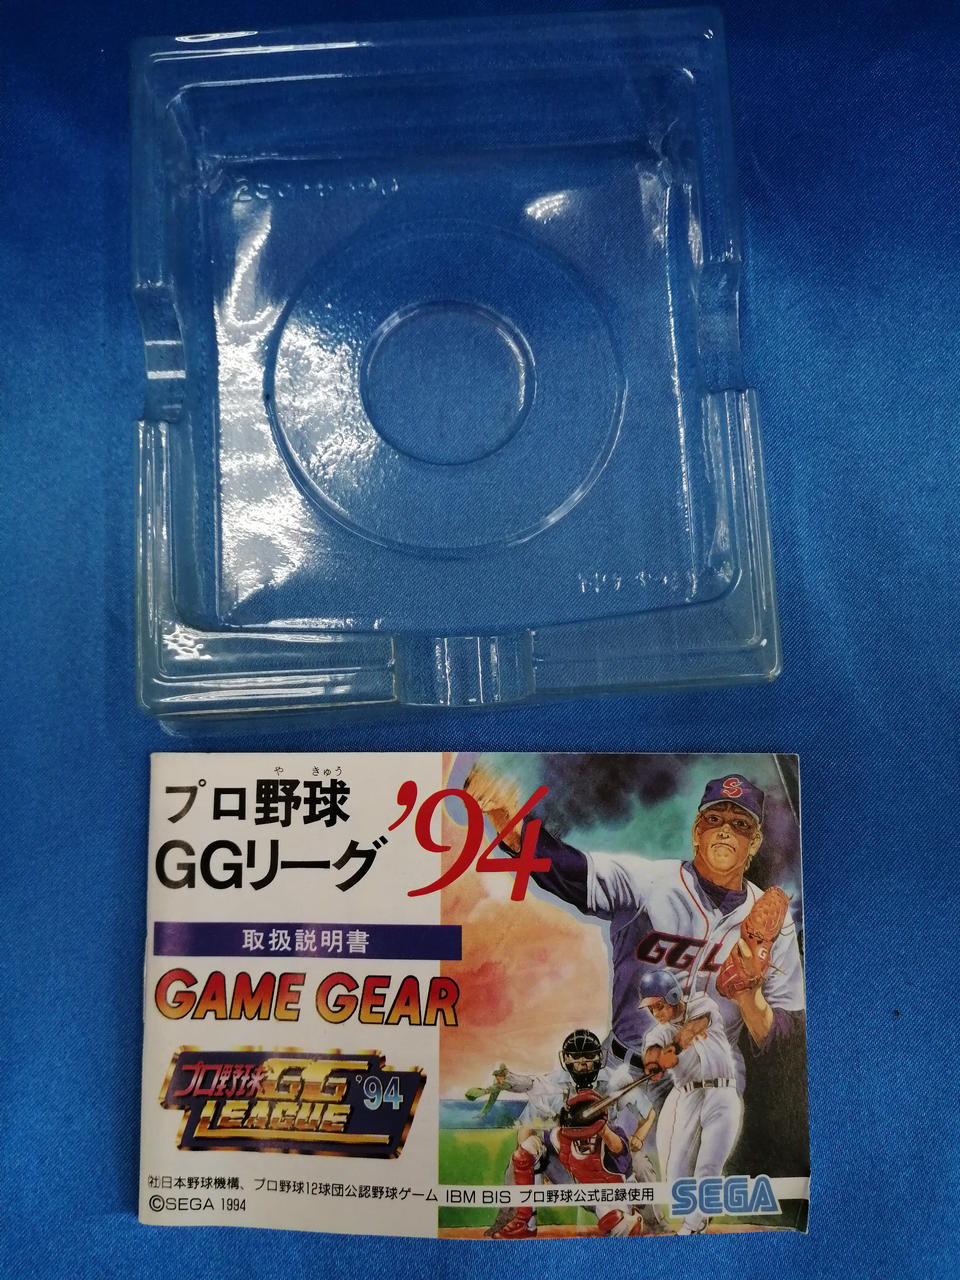 や きゅう
プロ野球
GGリーグ
'94
取扱説明書
GAME GEAR
プロ野球GG
LEAGUE '94
S
GGL
G
(社)日本野球機構、プロ野球12球団公認野球ゲーム IBM BIS プロ野球公式記録使用
©SEGA 1994
SEGA